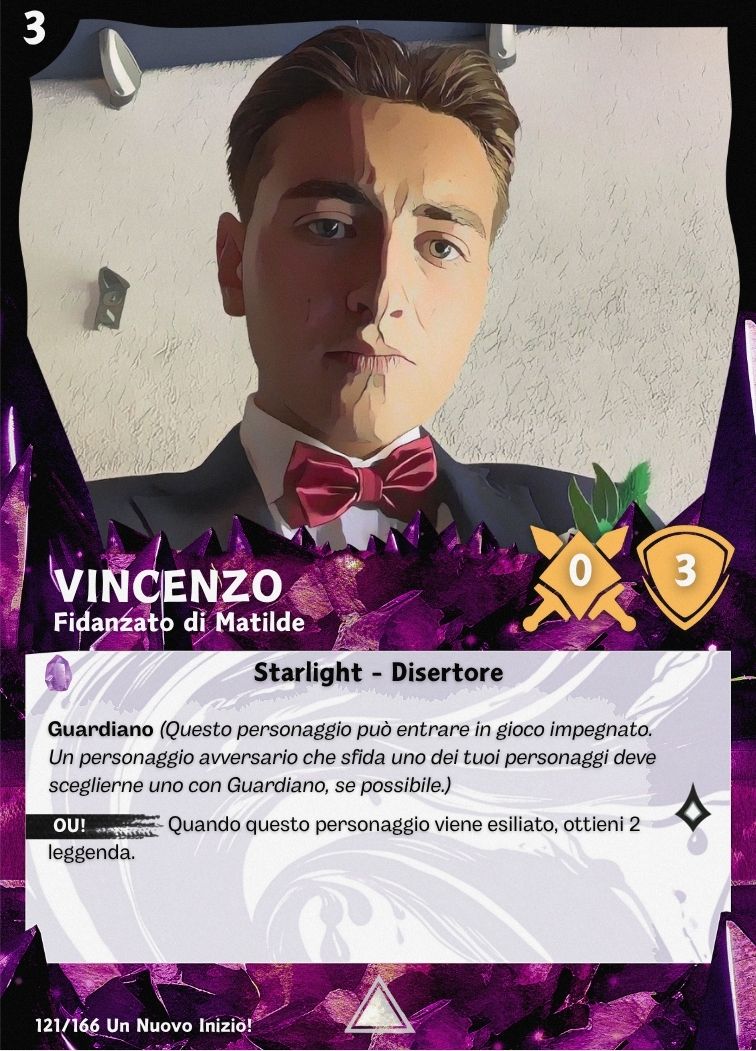 3
VINCENZO
Fidanzato di Matilde
0
3
Starlight - Disertore
Guardiano (Questo personaggio può entrare in gioco impegnato.
Un personaggio avversario che sfida uno dei tuoi personaggi deve
sceglierne uno con Guardiano, se possibile.)
OU! Quando questo personaggio viene esiliato, ottieni 2
leggenda.
121/166 Un Nuovo Inizio!